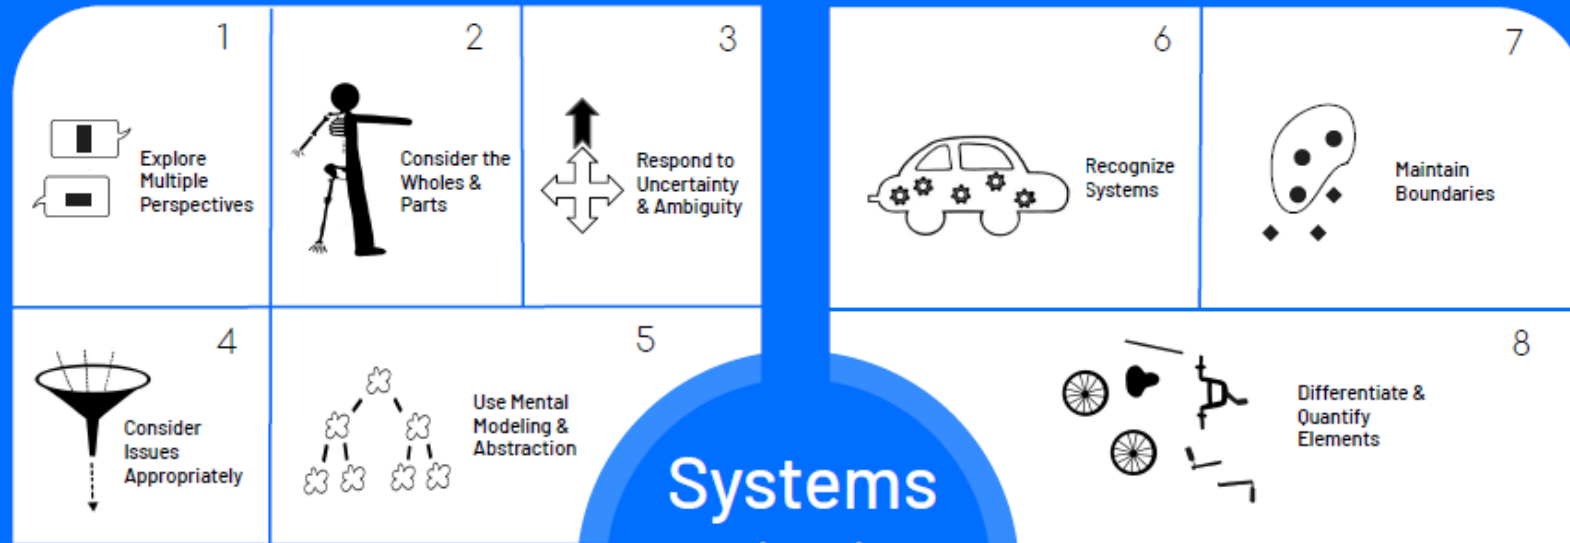 1
Explore
Multiple
Perspectives
2
Consider the
Wholes &
Parts
3
Respond to
Uncertainty
& Ambiguity
4
Consider
Issues
Appropriately
5
Use Mental
Modeling &
Abstraction
6
Recognize
Systems
7
Maintain
Boundaries
8
Differentiate &
Quantify
Elements
Systems